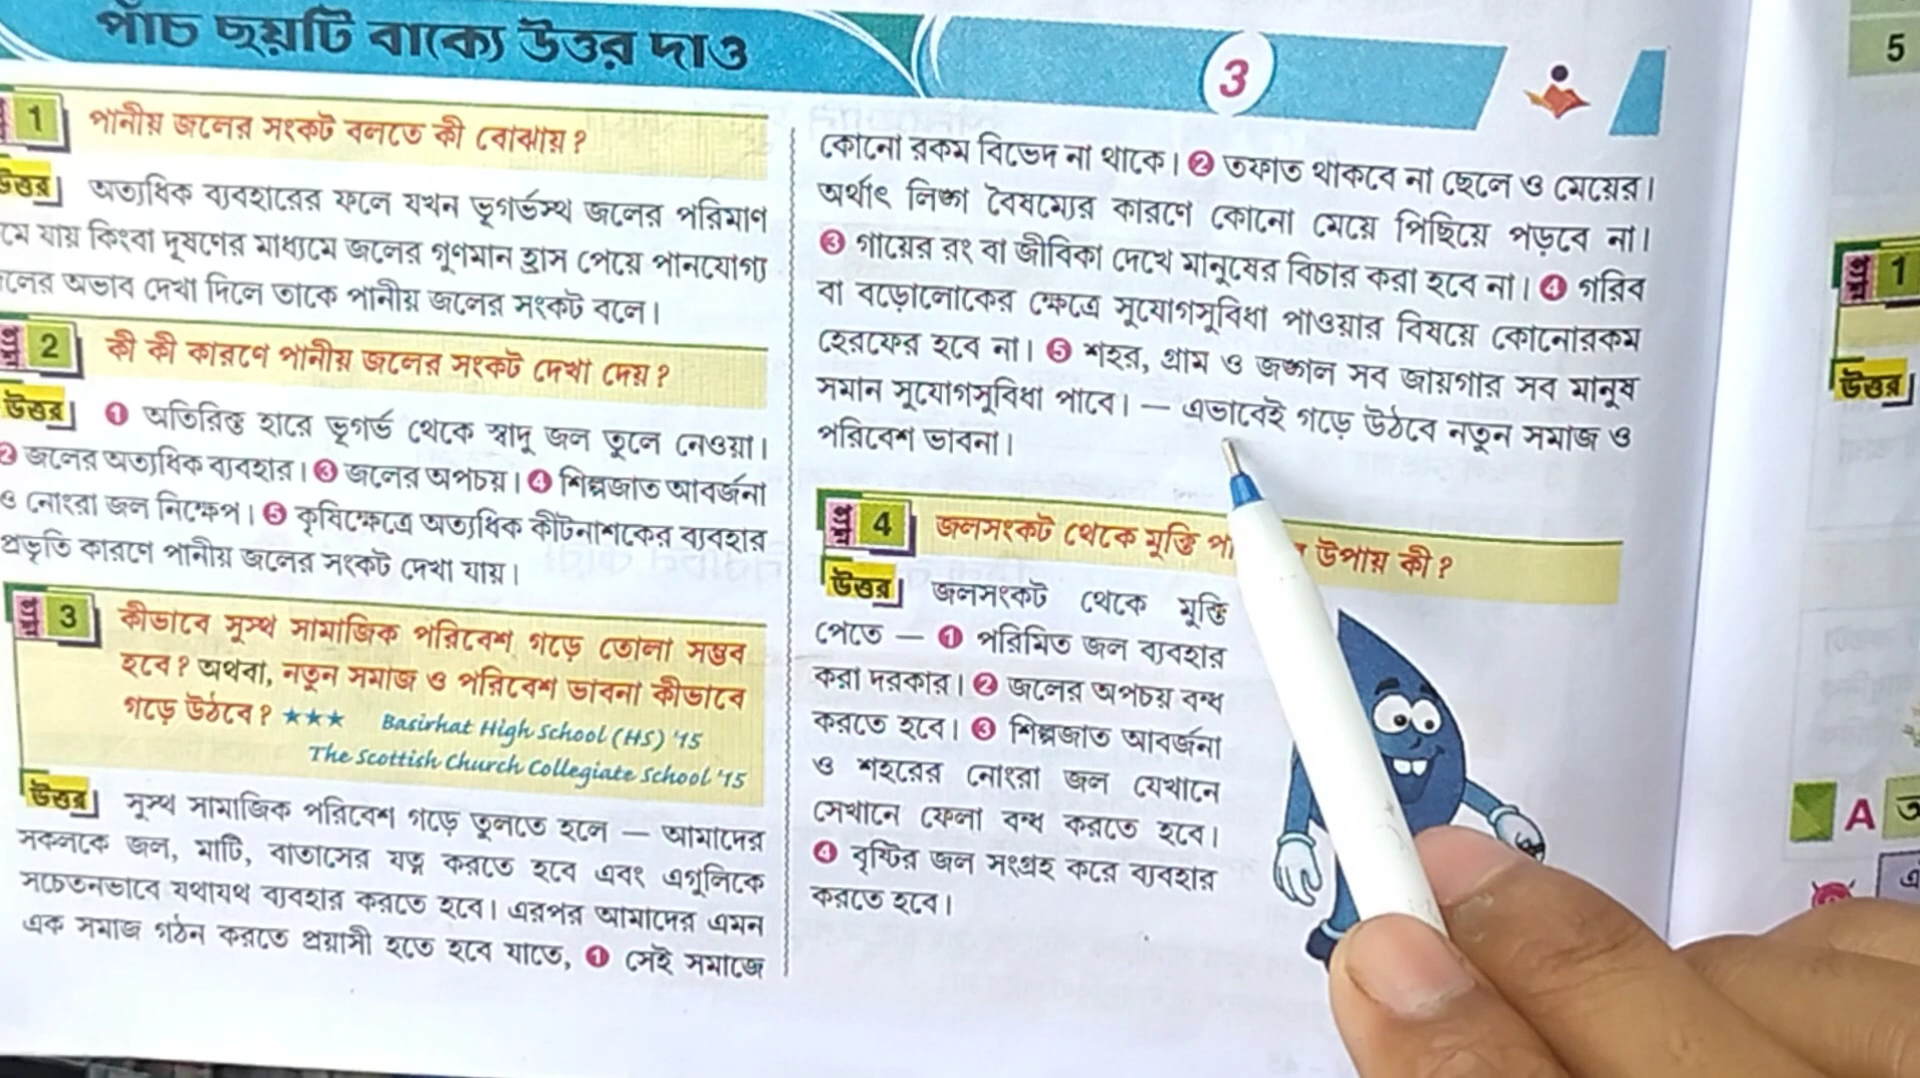 পাঁচ ছয়টি বাক্যে উত্তর দাও
3
1 পানীয় জলের সংকট বলতে কী বোঝায়?
উত্তর অত্যধিক ব্যবহারের ফলে যখন ভূগর্ভস্থ জলের পরিমাণ
যায় কিংবা দূষণের মাধ্যমে জলের গুণমান হ্রাস পেয়ে পানযোগ্য
অভাব দেখা দিলে তাকে পানীয় জলের সংকট বলে।
প্রশ্ন 2 কী কী কারণে পানীয় জলের সংকট দেখা দেয়?
উত্তর ❶ অতিরিক্ত হারে ভূগর্ভ থেকে স্বাদু জল তুলে নেওয়া।
❷ জলের অত্যধিক ব্যবহার। ❸ জলের অপচয়। ❹ শিল্পজাত আবর্জনা
ও নোংরা জল নিক্ষেপ। ❺ কৃষিক্ষেত্রে অত্যধিক কীটনাশকের ব্যবহার
প্রভৃতি কারণে পানীয় জলের সংকট দেখা যায়।
প্রশ্ন 3 কীভাবে সুস্থ সামাজিক পরিবেশ গড়ে তোলা সম্ভব
হবে? অথবা, নতুন সমাজ ও পরিবেশ ভাবনা কীভাবে
গড়ে উঠবে? ★★★ Basirhat High School (HS) '15
The Scottish Church Collegiate School '15
উত্তর সুস্থ সামাজিক পরিবেশ গড়ে তুলতে হলে — আমাদের
সকলকে জল, মাটি, বাতাসের যত্ন করতে হবে এবং এগুলিকে
সচেতনভাবে যথাযথ ব্যবহার করতে হবে। এরপর আমাদের এমন
এক সমাজ গঠন করতে প্রয়াসী হতে হবে যাতে, ❶ সেই সমাজে
কোনো রকম বিভেদ না থাকে। ❷ তফাত থাকবে না ছেলে ও মেয়ের।
অর্থাৎ লিঙ্গ বৈষম্যের কারণে কোনো মেয়ে পিছিয়ে পড়বে না।
❸ গায়ের রং বা জীবিকা দেখে মানুষের বিচার করা হবে না। ❹ গরিব
বা বড়োলোকের ক্ষেত্রে সুযোগসুবিধা পাওয়ার বিষয়ে কোনোরকম
হেরফের হবে না। ❺ শহর, গ্রাম ও জঙ্গল সব জায়গার সব মানুষ
সমান সুযোগসুবিধা পাবে। — এভাবেই গড়ে উঠবে নতুন সমাজ ও
পরিবেশ ভাবনা।
প্রশ্ন 4 জলসংকট থেকে মুক্তি উপায় কী?
উত্তর জলসংকট থেকে মুক্তি
পেতে — ❶ পরিমিত জল ব্যবহার
করা দরকার। ❷ জলের অপচয় বন্ধ
করতে হবে। ❸ শিল্পজাত আবর্জনা
ও শহরের নোংরা জল যেখানে
সেখানে ফেলা বন্ধ করতে হবে।
❹ বৃষ্টির জল সংগ্রহ করে ব্যবহার
করতে হবে।
5
প্রশ্ন 1
উত্তর
A